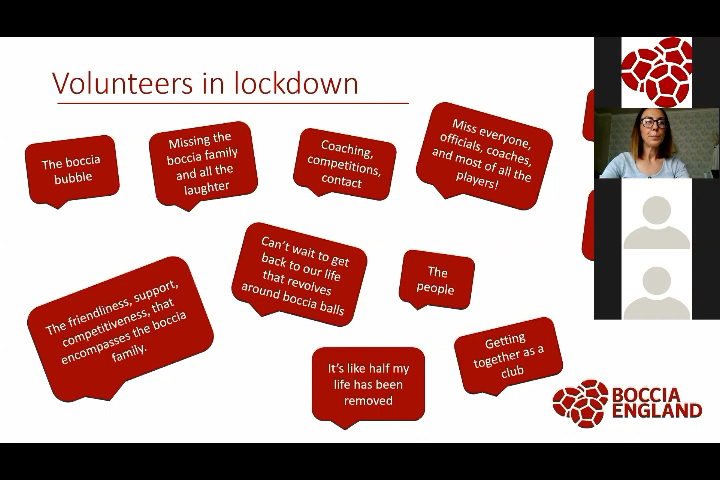 Volunteers in lockdown
The boccia
bubble
Missing the
boccia family
and all the
laughter
Coaching,
competitions,
contact
Miss everyone,
officials, coaches,
and most of all the
players!
The friendliness, support,
competitiveness, that
encompasses the boccia
family.
Can't wait to get
back to our life
that revolves
around boccia balls
The
people
It's like half my
life has been
removed
Getting
together as a
club
BOCCIA
ENGLAND